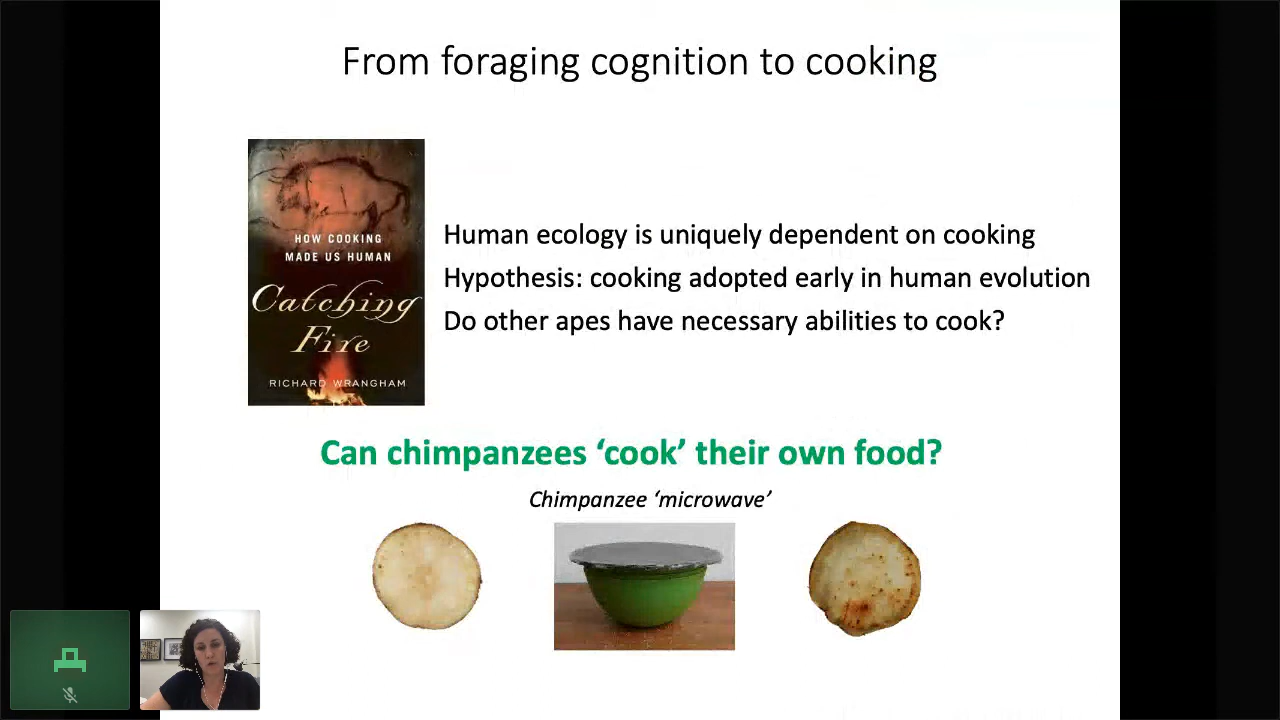 From foraging cognition to cooking
HOW COOKING
MADE US HUMAN
Catching
Fire
RICHARD WRANGHAM
Human ecology is uniquely dependent on cooking
Hypothesis: cooking adopted early in human evolution
Do other apes have necessary abilities to cook?
Can chimpanzees ‘cook’ their own food?
Chimpanzee ‘microwave’